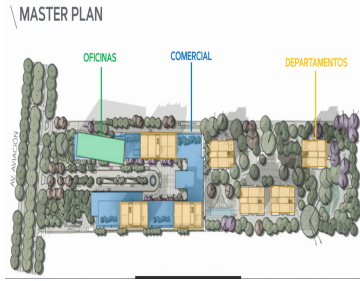 MASTER PLAN
OFICINAS
COMERCIAL
DEPARTAMENTOS
AV. AVIACIÓN